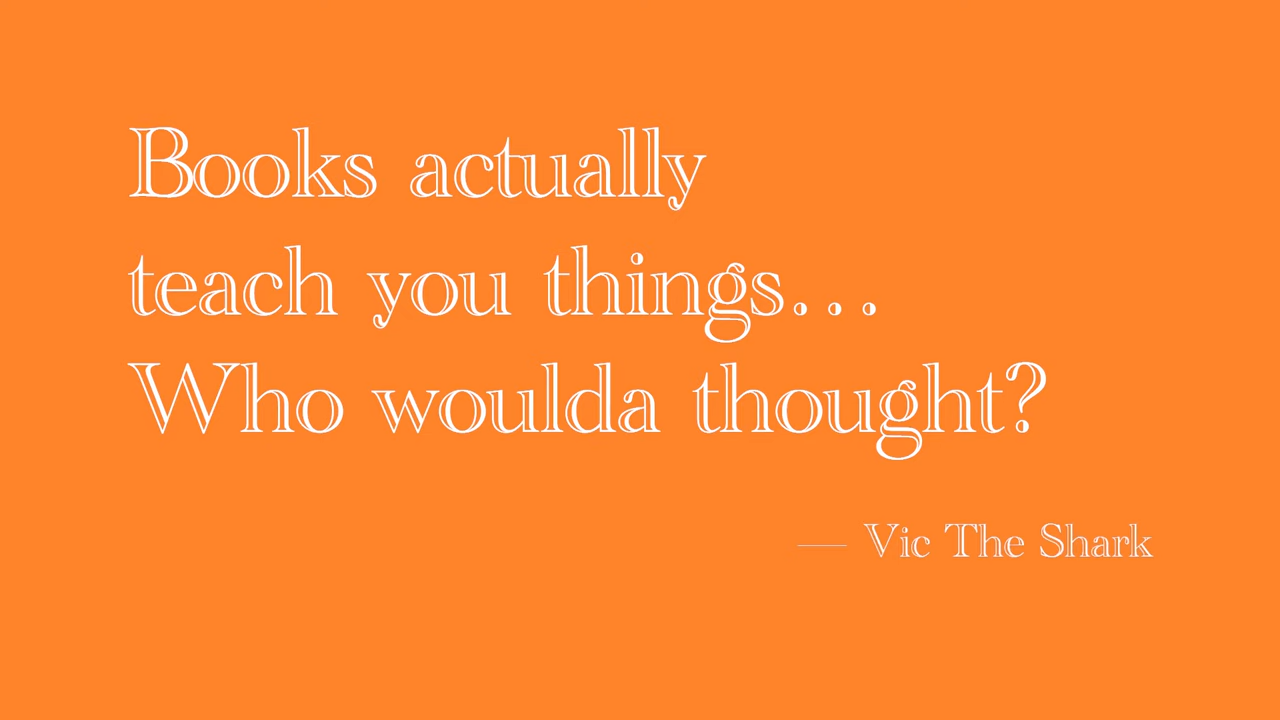 Books actually
teach you things...
Who woulda thought?
— Vic The Shark